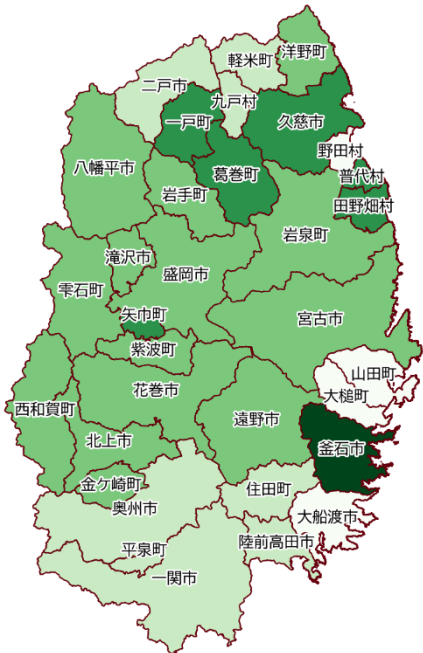 洋野町
軽米町
二戸市
九戸村
一戸町
久慈市
野田村
八幡平市
葛巻町
普代村
岩手町
田野畑村
岩泉町
滝沢市
盛岡市
雫石町
矢巾町
宮古市
紫波町
山田町
花巻市
大槌町
西和賀町
遠野市
北上市
釜石市
金ケ崎町
住田町
奥州市
大船渡市
平泉町
陸前高田市
一関市